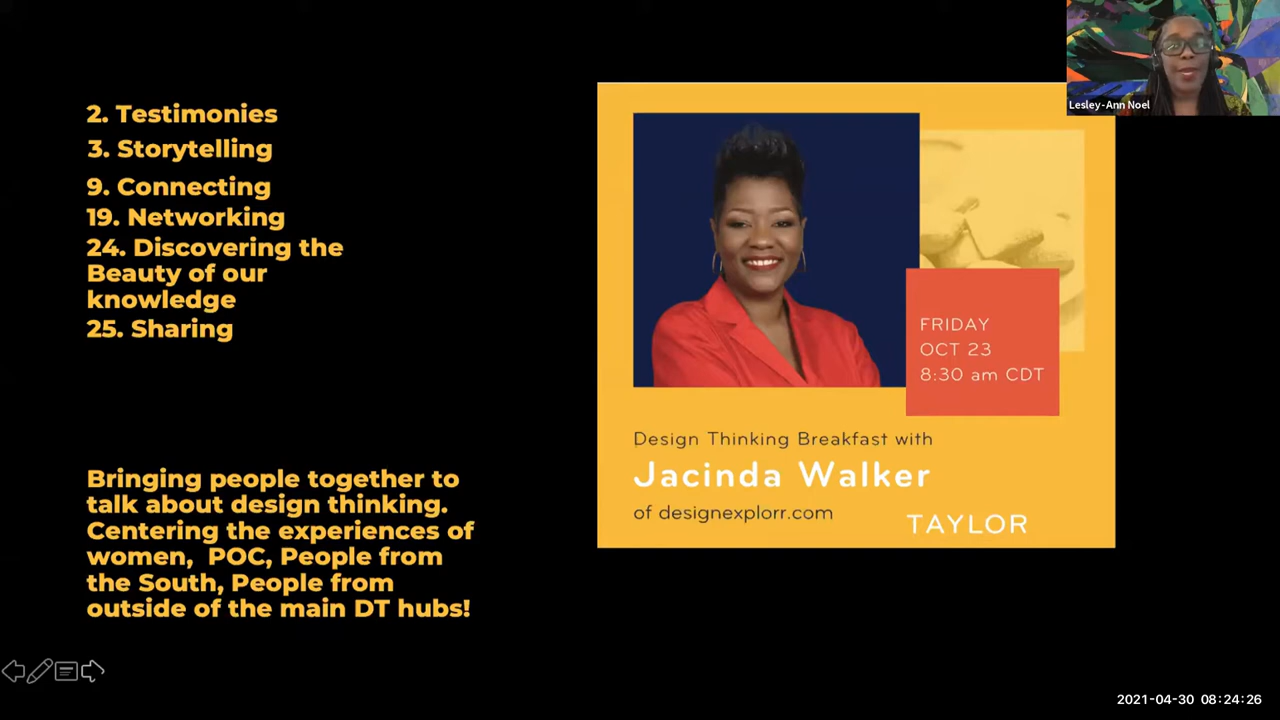 2. Testimonies
3. Storytelling
9. Connecting
19. Networking
24. Discovering the
Beauty of our
knowledge
25. Sharing
Bringing people together to
talk about design thinking.
Centering the experiences of
women, POC, People from
the South, People from
outside of the main DT hubs!
FRIDAY
OCT 23
8:30 am CDT
Design Thinking Breakfast with
Jacinda Walker
of designexplorr.com
TAYLOR
Lesley-Ann Noel
2021-04-30 08:24:26